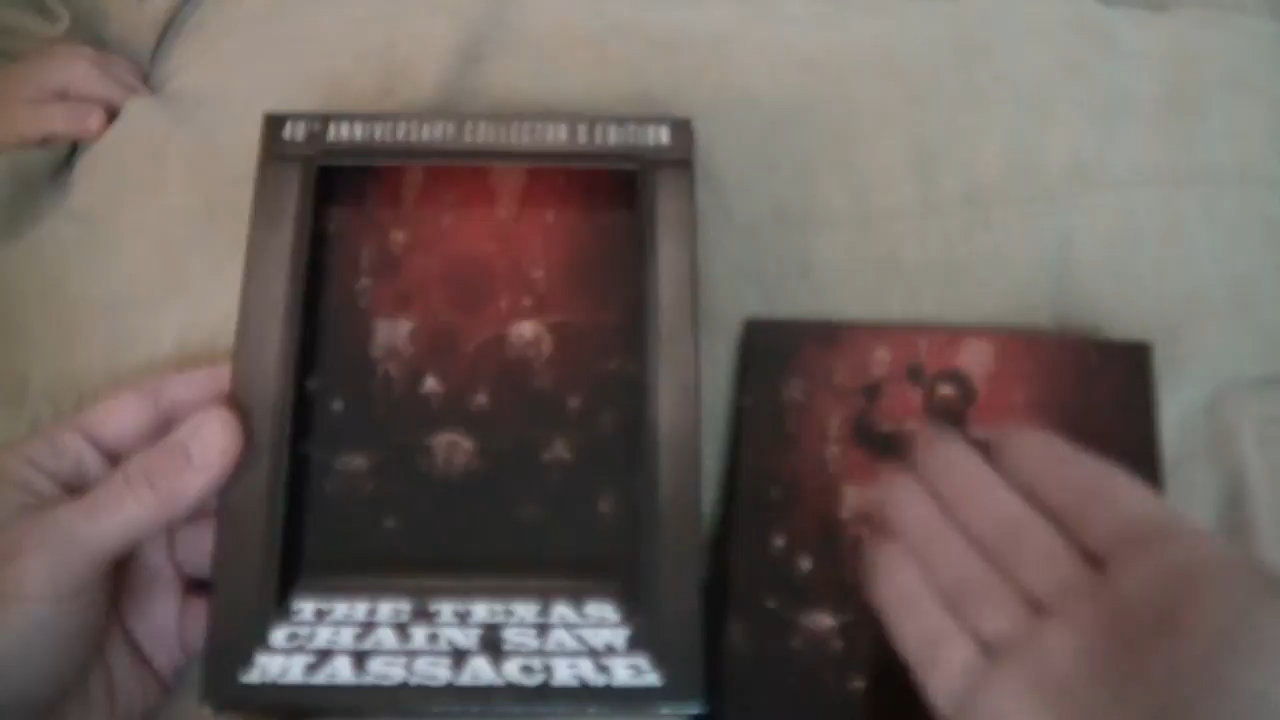 40TH ANNIVERSARY COLLECTOR'S EDITION
THE TEXAS
CHAIN SAW
MASSACRE